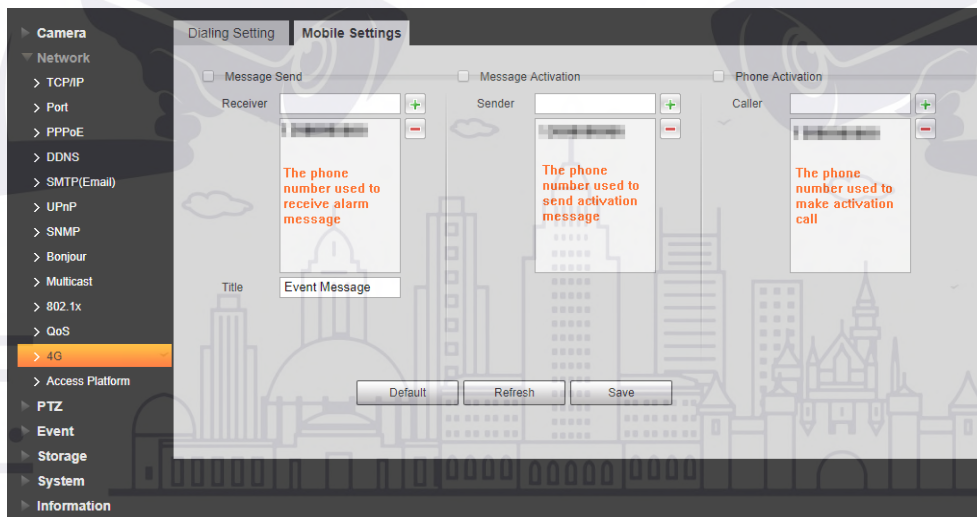 Camera
Network
TCP/IP
Port
PPPoE
DDNS
SMTP(Email)
UPnP
SNMP
Bonjour
Multicast
802.1x
QoS
4G
Access Platform
PTZ
Event
Storage
System
Information
Dialing Setting
Mobile Settings
Message Send
Receiver
The phone
number used to
receive alarm
message
Title
Event Message
Message Activation
Sender
The phone
number used to
send activation
message
Phone Activation
Caller
The phone
number used to
make activation
call
Default
Refresh
Save